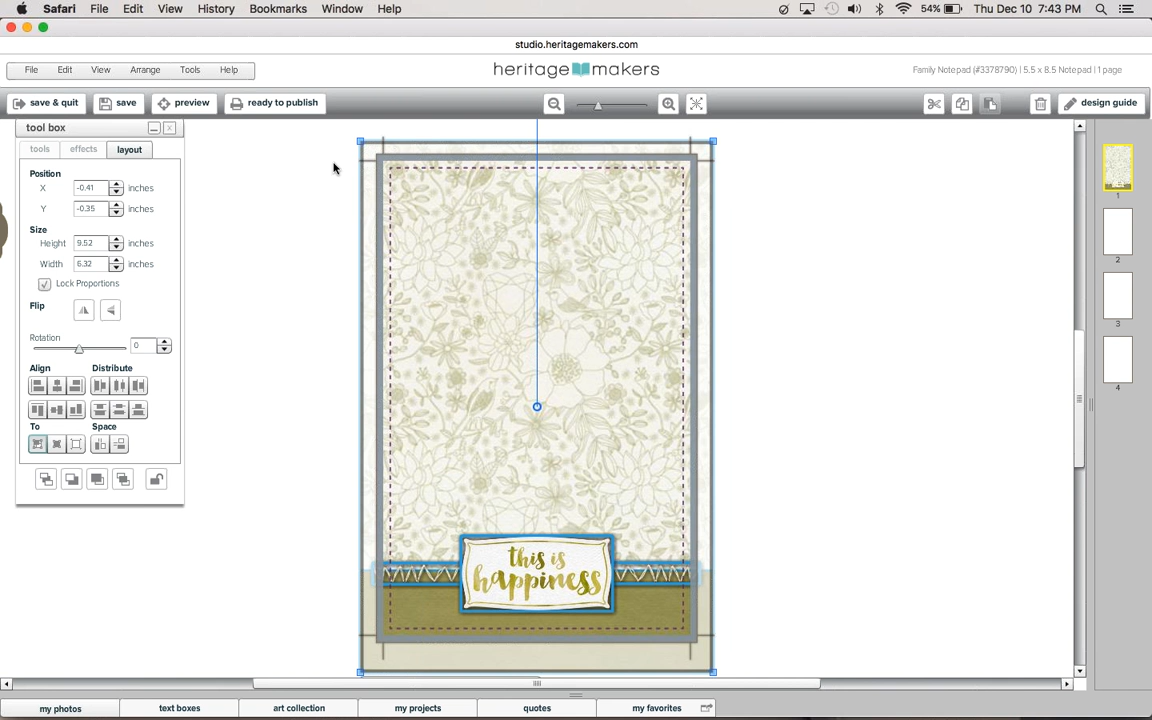 Safari File Edit View History Bookmarks Window Help 54% Thu Dec 10 7:43 PM
studio.heritagemakers.com
File Edit View Arrange Tools Help
heritage makers
Family Notepad (#3378790) | 5.5 x 8.5 Notepad | 1 page
save & quit save preview ready to publish design guide
tool box
tools effects layout
Position
X -0.41 inches
Y -0.35 inches
Size
Height 9.52 inches
Width 6.32 inches
Lock Proportions
Flip
Rotation
0
Align Distribute
To Space
1
2
3
4
this is
happiness
my photos text boxes art collection my projects quotes my favorites